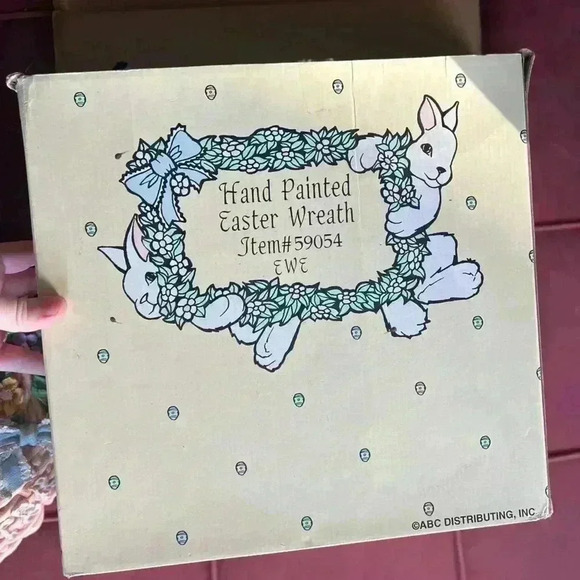 Hand Painted
Easter Wreath
Item#59054
EWE
©ABC DISTRIBUTING, INC